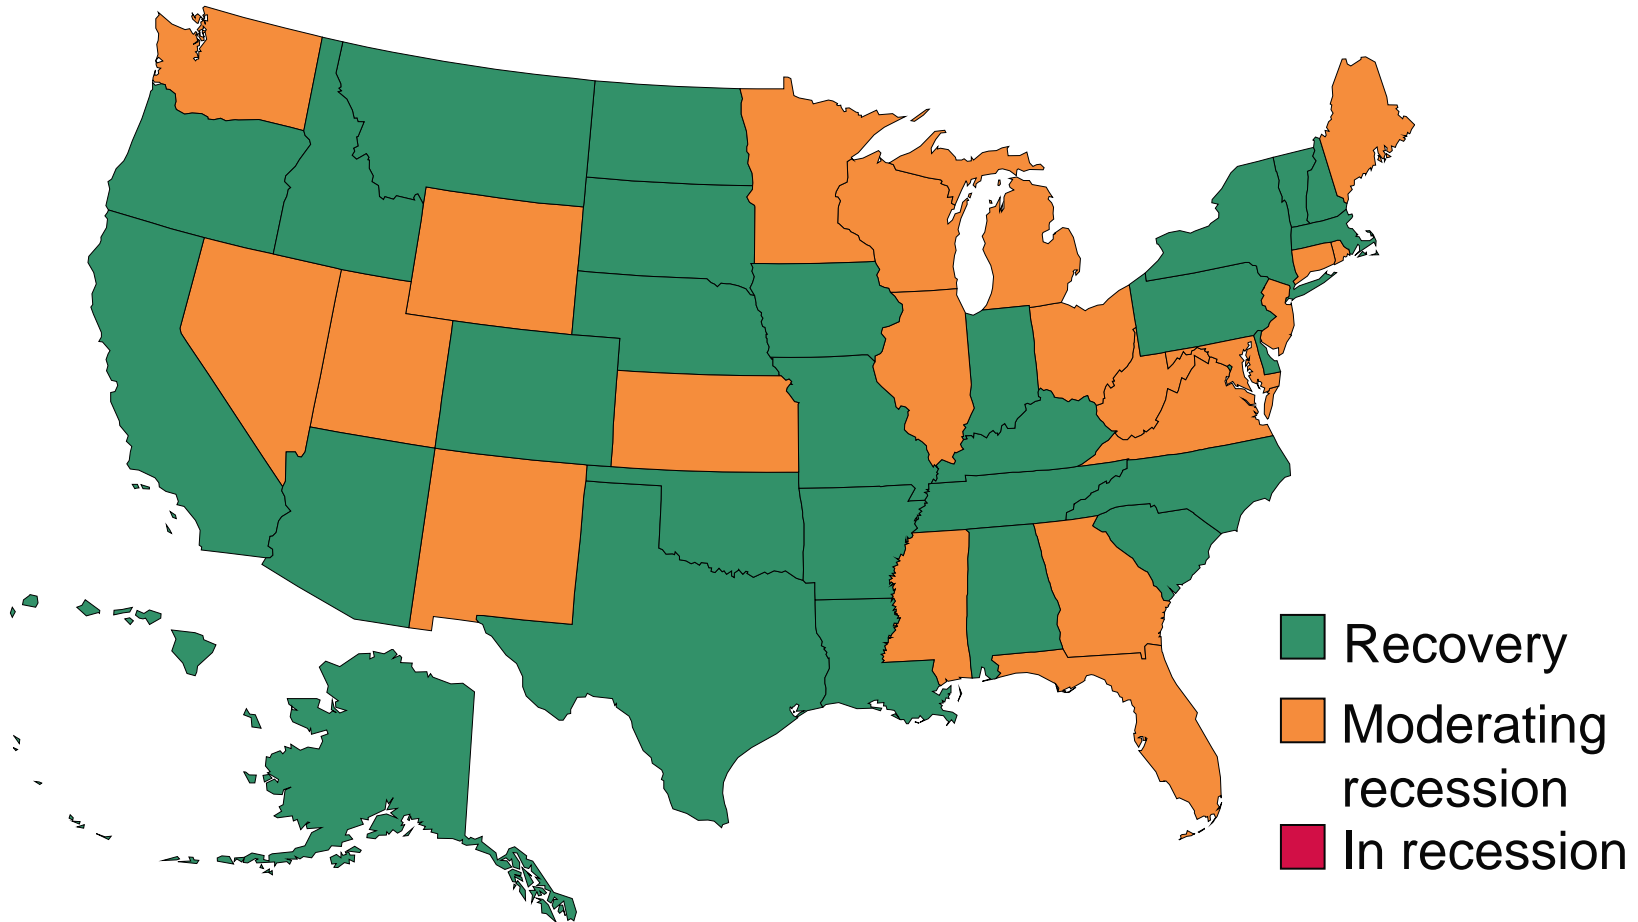 Recovery
Moderating
recession
In recession